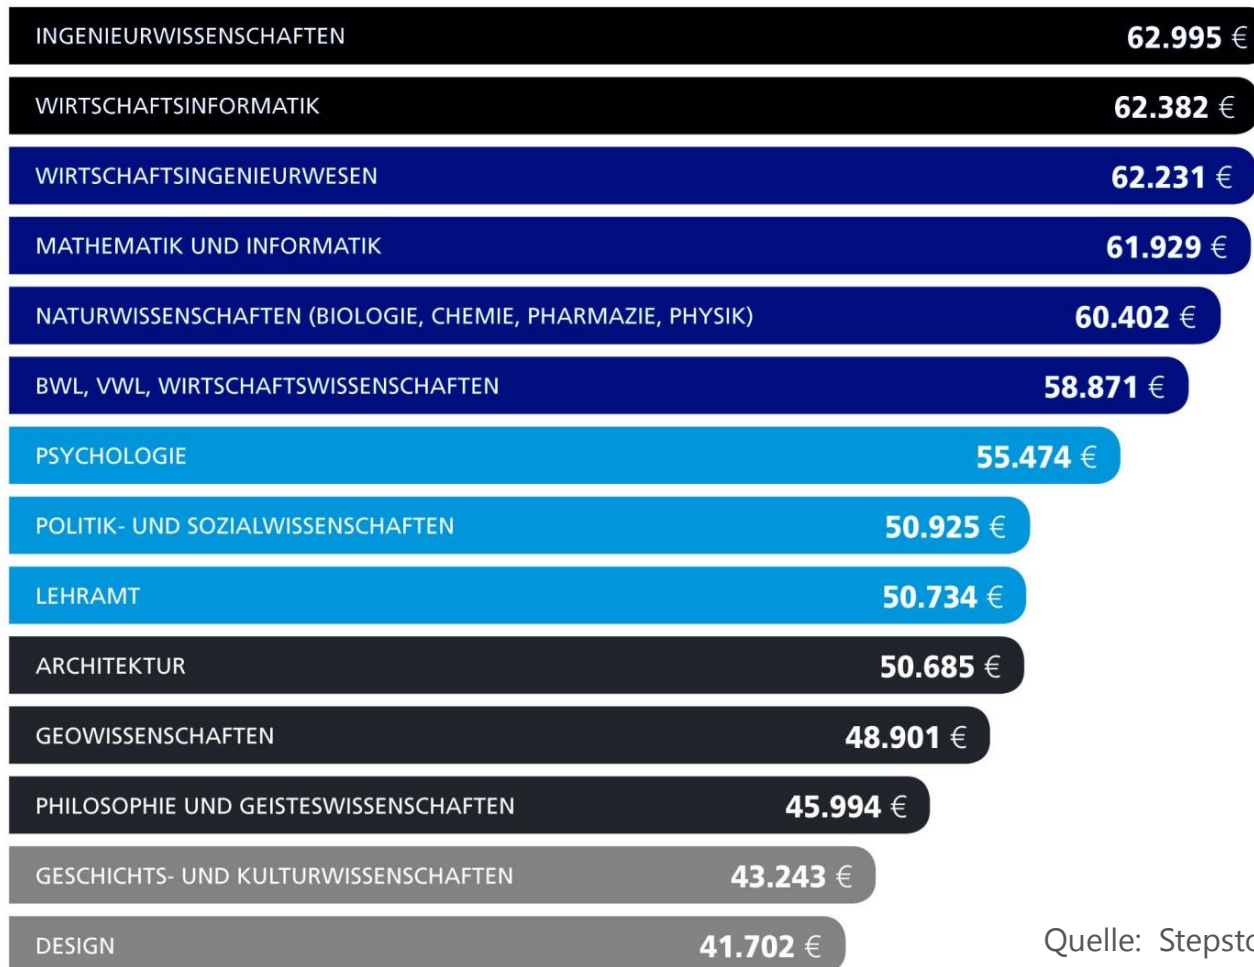 INGENIEURWISSENSCHAFTEN 62.995 €
WIRTSCHAFTSINFORMATIK 62.382 €
WIRTSCHAFTSINGENIEURWESEN 62.231 €
MATHEMATIK UND INFORMATIK 61.929 €
NATURWISSENSCHAFTEN (BIOLOGIE, CHEMIE, PHARMAZIE, PHYSIK) 60.402 €
BWL, VWL, WIRTSCHAFTSWISSENSCHAFTEN 58.871 €
PSYCHOLOGIE 55.474 €
POLITIK- UND SOZIALWISSENSCHAFTEN 50.925 €
LEHRAMT 50.734 €
ARCHITEKTUR 50.685 €
GEOWISSENSCHAFTEN 48.901 €
PHILOSOPHIE UND GEISTESWISSENSCHAFTEN 45.994 €
GESCHICHTS- UND KULTURWISSENSCHAFTEN 43.243 €
DESIGN 41.702 €
Quelle: